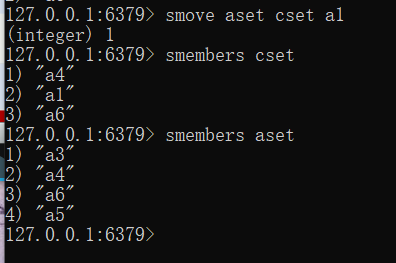 127.0.0.1:6379> smove aset cset a1
(integer) 1
127.0.0.1:6379> smembers cset
1) "a4"
2) "a1"
3) "a6"
127.0.0.1:6379> smembers aset
1) "a3"
2) "a4"
3) "a6"
4) "a5"
127.0.0.1:6379>